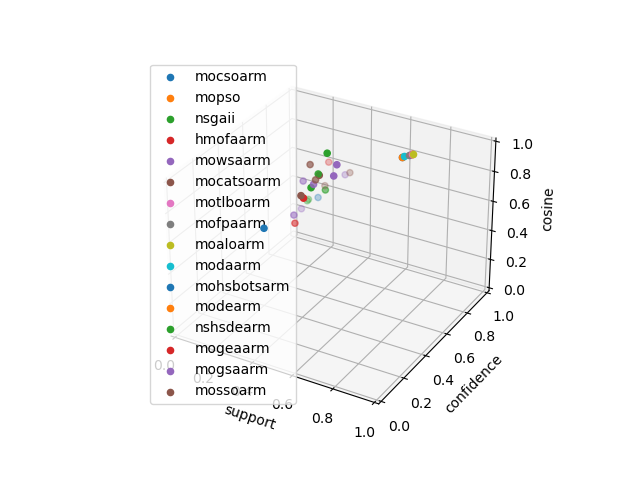 mocsoarm
mopso
nsgaii
hmofaarm
mowsaarm
mocatsoarm
motlboarm
mofpaarm
moaloarm
modaarm
mohsbotsarm
modearm
nshsdearm
mogeaarm
mogsaarm
mossoarm
0.0
0.2
0.4
0.6
0.8
1.0
support
0.0
0.2
0.4
0.6
0.8
1.0
confidence
0.0
0.2
0.4
0.6
0.8
1.0
cosine